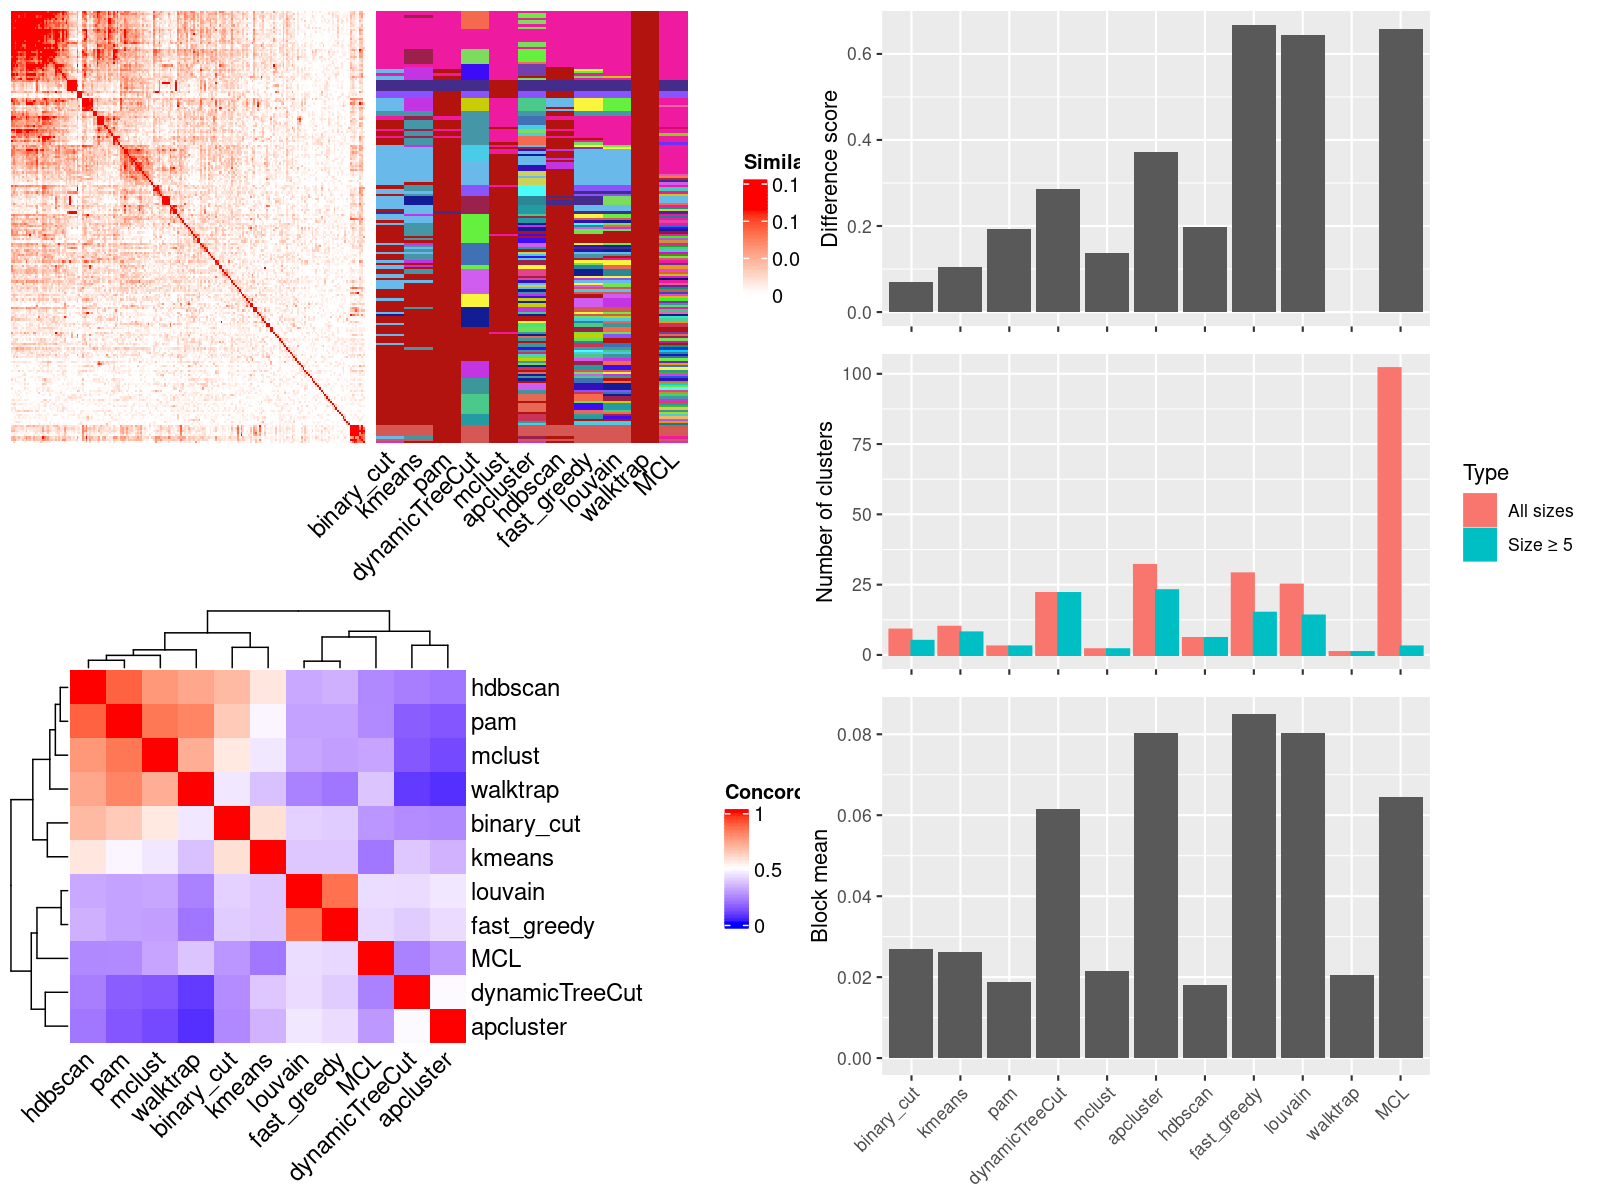 Simila
0.1
0.1
0.0
0
binary_cut
kmeans
pam
dynamicTreeCut
mclust
apcluster
hdbscan
fast_greedy
louvain
walktrap
MCL
hdbscan
pam
mclust
walktrap
binary_cut
kmeans
louvain
fast_greedy
MCL
dynamicTreeCut
apcluster
hdbscan
pam
mclust
walktrap
binary_cut
kmeans
louvain
fast_greedy
MCL
dynamicTreeCut
apcluster
Concord
1
0.5
0
Difference score
0.6
0.4
0.2
0.0
Number of clusters
100
75
50
25
0
Type
All sizes
Size ≥ 5
Block mean
0.08
0.06
0.04
0.02
0.00
binary_cut
kmeans
pam
dynamicTreeCut
mclust
apcluster
hdbscan
fast_greedy
louvain
walktrap
MCL